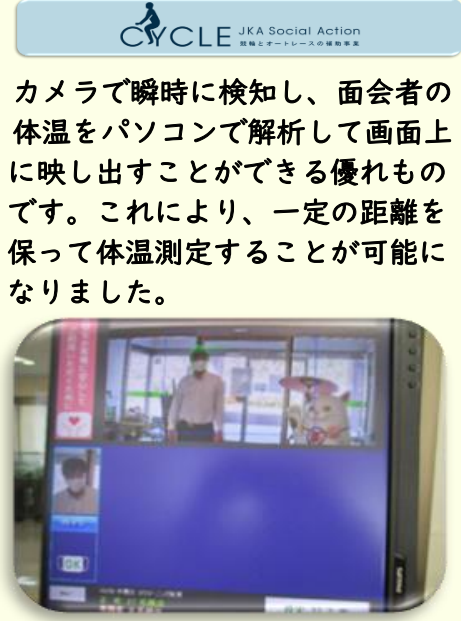 CYCLE JKA Social Action
競輪とオートレースの補助事業
カメラで瞬時に検知し、面会者の
体温をパソコンで解析して画面上
に映し出すことができる優れもの
です。これにより、一定の距離を
保って体温測定することが可能に
なりました。
OK